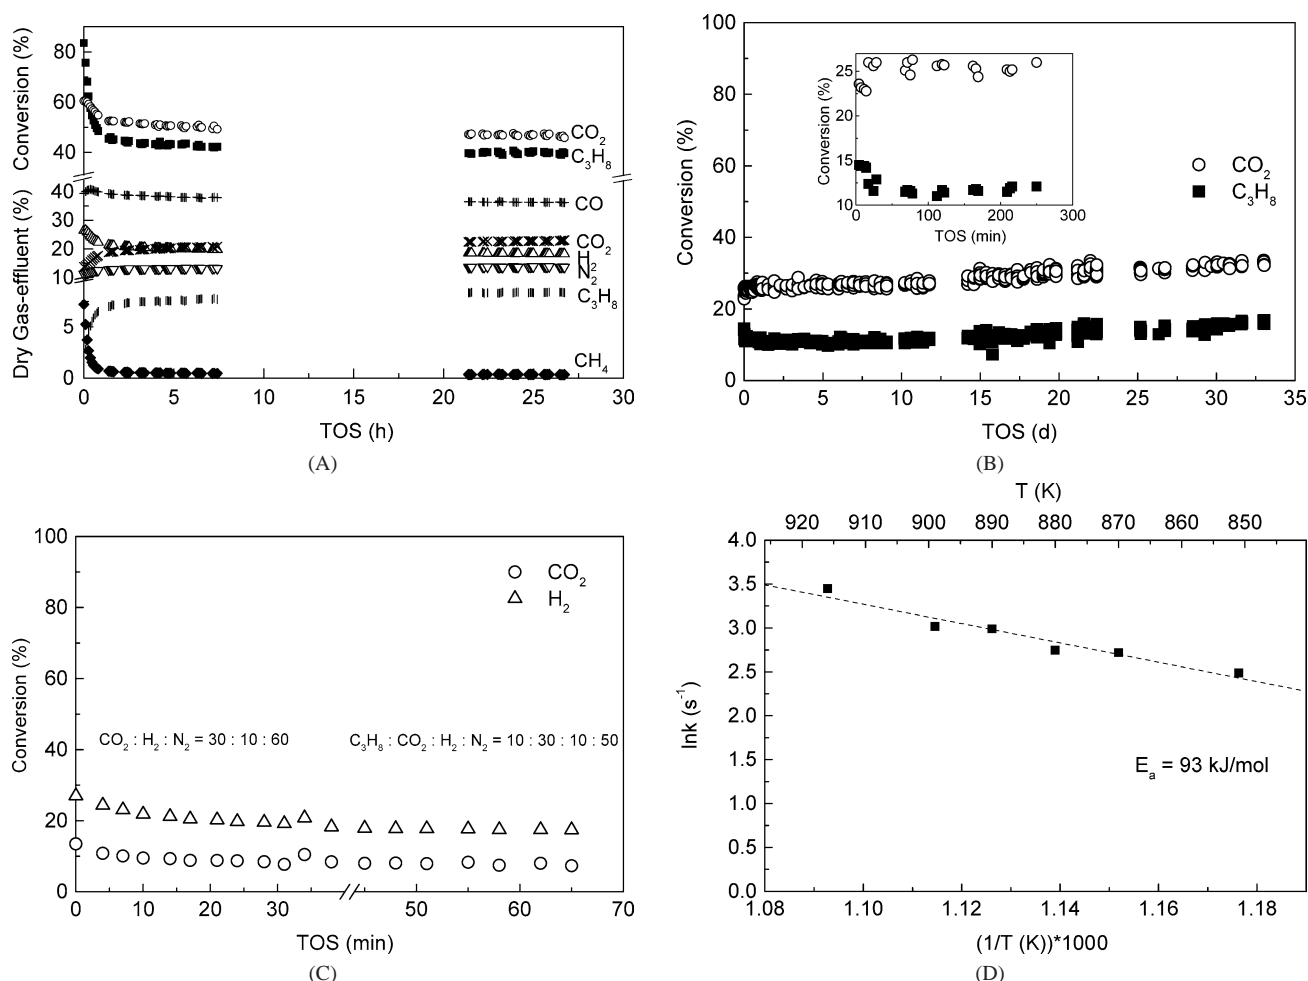 Conversion (%)
80
60
40
CO2
C3H8
Dry Gas-effluent (%)
40
30
20
10
5
0
CO
CO2
H2
N2
C3H8
CH4
0 5 10 15 20 25 30
TOS (h)
(A)
Conversion (%)
100
80
60
40
20
0
Conversion (%)
25
20
15
10
0 100 200 300
TOS (min)
CO2
C3H8
0 5 10 15 20 25 30 35
TOS (d)
(B)
Conversion (%)
100
80
60
40
20
0
CO2
H2
CO2 : H2 : N2 = 30 : 10 : 60
C3H8 : CO2 : H2 : N2 = 10 : 30 : 10 : 50
0 10 20 30 40 50 60 70
TOS (min)
(C)
T (K)
920 910 900 890 880 870 860 850
lnk (s-1)
4.0
3.5
3.0
2.5
2.0
1.5
1.0
0.5
0.0
Ea = 93 kJ/mol
1.08 1.10 1.12 1.14 1.16 1.18
(1/T (K))*1000
(D)